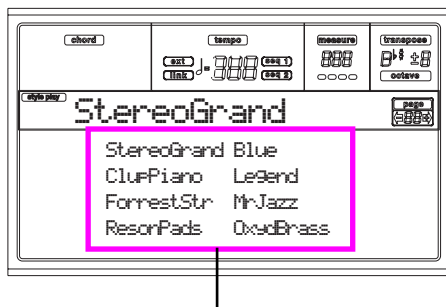 chord tempo measure transpose
ext seq 1
link seq 2
octave
style play StereoGrand page
StereoGrand Blue
ClupPiano Legend
ForrestStr MrJazz
ResonPads OxydBrass